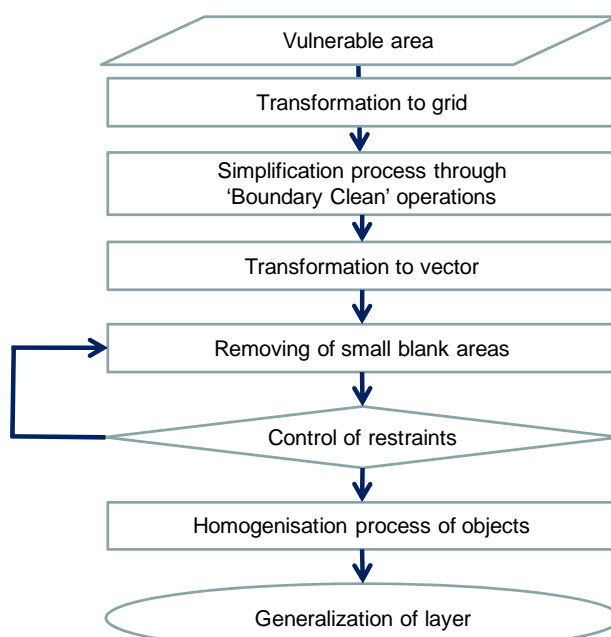 Vulnerable area
Transformation to grid
Simplification process through
‘Boundary Clean’ operations
Transformation to vector
Removing of small blank areas
Control of restraints
Homogenisation process of objects
Generalization of layer